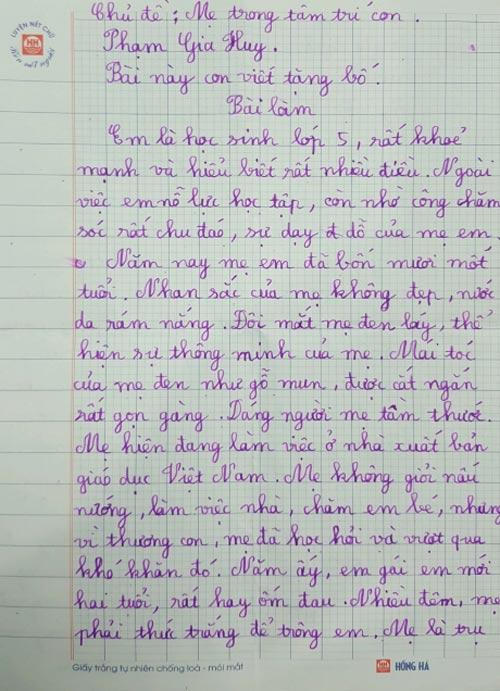 LUYỆN NÉT CHỮ
HH
Rèn nết người
Chủ đề ; Mẹ trong tâm trí con.
Phạm Gia Huy.
Bài này con viết tặng bố.
Bài làm
Em là học sinh lớp 5, rất khoẻ
mạnh và hiểu biết rất nhiều điều. Ngoài
việc em nỗ lực học tập, còn nhờ công chăm
sóc rất chu đáo, sự dạy dỗ của mẹ em.
Năm nay mẹ em đã bốn mươi một
tuổi. Nhan sắc của mẹ không đẹp, nước
da rám nắng. Đôi mắt mẹ đen láy, thể
hiện sự thông minh của mẹ. Mái tóc
của mẹ đen như gỗ mun, được cắt ngắn
rất gọn gàng. Dáng người mẹ tầm thước.
Mẹ hiện đang làm việc ở nhà xuất bản
giáo dục Việt Nam. Mẹ không giỏi nấu
nướng, làm việc nhà, chăm em bé, nhưng
vì thương con, mẹ đã học hỏi và vượt qua
khó khăn đó. Năm ấy, em gái em mới
hai tuổi, rất hay ốm đau. Nhiều đêm, mẹ
phải thức trắng để trông em. Mẹ là trụ
Giấy trắng tự nhiên chống loá - mỏi mắt
HH HỒNG HÀ